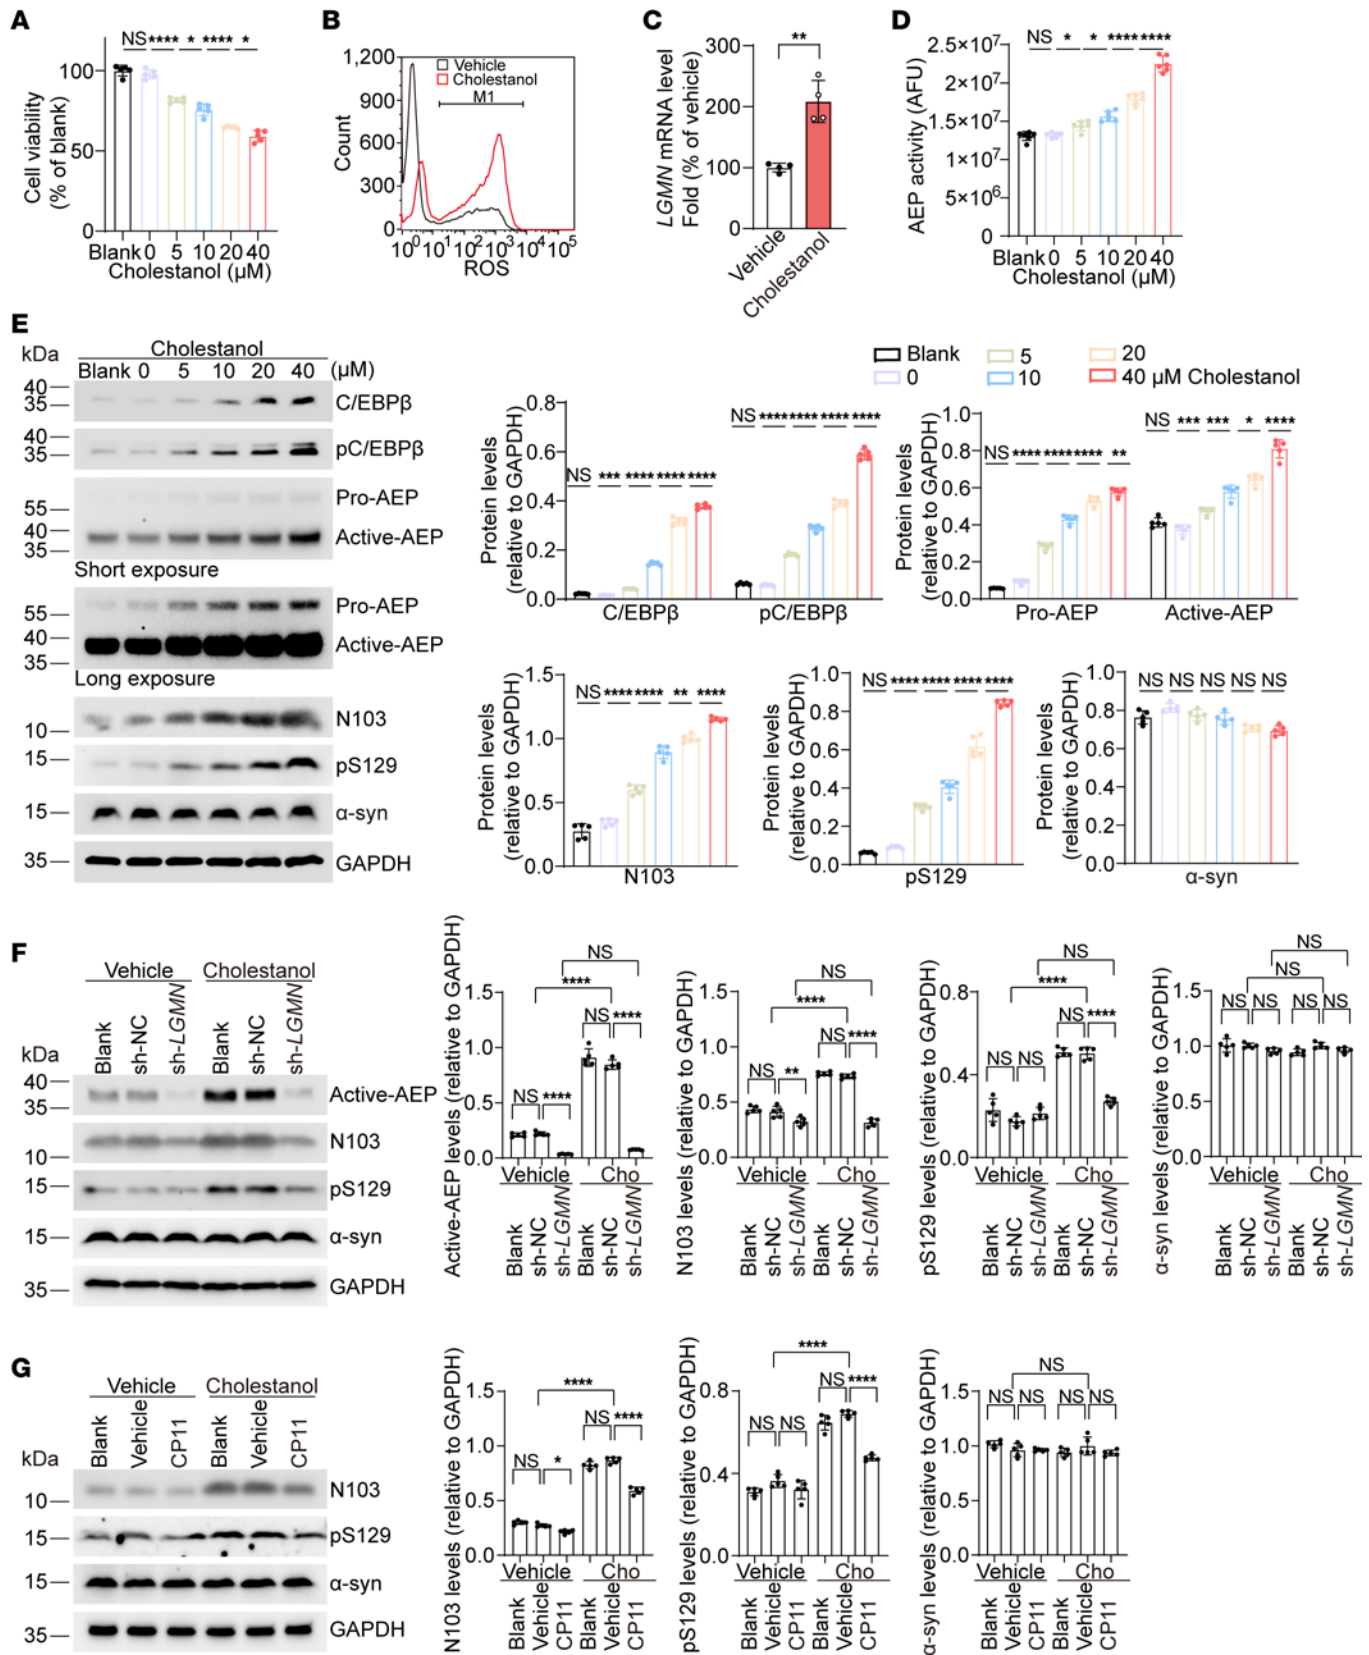 A
NS **** * **** *
Cell viability
(% of blank)
100
50
0
Blank 0 5 10 20 40
Cholestanol (µM)
B
Vehicle
Cholestanol
M1
Count
1,200
900
600
300
0
10^0 10^1 10^2 10^3 10^4 10^5
ROS
C
**
LGMN mRNA level
Fold (% of vehicle)
300
200
100
0
Vehicle
Cholestanol
D
NS * * **** ****
AEP activity (AFU)
2.5×10^7
2×10^7
1.5×10^7
1×10^7
5×10^6
0
Blank 0 5 10 20 40
Cholestanol (µM)
E
kDa
Cholestanol
Blank 0 5 10 20 40 (µM)
40
35
C/EBPβ
40
35
pC/EBPβ
55
Pro-AEP
40
35
Active-AEP
Short exposure
55
Pro-AEP
40
35
Active-AEP
Long exposure
10
N103
15
pS129
15
α-syn
35
GAPDH
Blank
0
5
10
20
40 µM Cholestanol
Protein levels
(relative to GAPDH)
0.8
0.6
0.4
0.2
0.0
NS *** **** **** ****
NS **** **** **** ****
C/EBPβ
pC/EBPβ
Protein levels
(relative to GAPDH)
1.0
0.8
0.6
0.4
0.2
0.0
NS **** **** **** **
NS *** *** * ****
Pro-AEP
Active-AEP
Protein levels
(relative to GAPDH)
1.5
1.0
0.5
0.0
NS **** **** ** ****
N103
Protein levels
(relative to GAPDH)
1.0
0.8
0.6
0.4
0.2
0.0
NS **** **** **** ****
pS129
Protein levels
(relative to GAPDH)
1.0
0.8
0.6
0.4
0.2
0.0
NS NS NS NS NS
α-syn
F
Vehicle
Cholestanol
Blank
sh-NC
sh-LGMN
Blank
sh-NC
sh-LGMN
kDa
40
35
Active-AEP
10
N103
15
pS129
15
α-syn
35
GAPDH
Active-AEP levels (relative to GAPDH)
1.5
1.0
0.5
0.0
NS
****
NS ****
NS ****
Vehicle
Cho
Blank
sh-NC
sh-LGMN
Blank
sh-NC
sh-LGMN
N103 levels (relative to GAPDH)
1.5
1.0
0.5
0.0
NS
****
NS ****
NS **
Vehicle
Cho
Blank
sh-NC
sh-LGMN
Blank
sh-NC
sh-LGMN
pS129 levels (relative to GAPDH)
0.8
0.4
0.0
NS
****
NS ****
NS NS
Vehicle
Cho
Blank
sh-NC
sh-LGMN
Blank
sh-NC
sh-LGMN
α-syn levels (relative to GAPDH)
1.5
1.0
0.5
0.0
NS
NS
NS NS
NS NS
Vehicle
Cho
Blank
sh-NC
sh-LGMN
Blank
sh-NC
sh-LGMN
G
Vehicle
Cholestanol
Blank
Vehicle
CP11
Blank
Vehicle
CP11
kDa
10
N103
15
pS129
15
α-syn
35
GAPDH
N103 levels (relative to GAPDH)
1.5
1.0
0.5
0.0
****
NS ****
NS *
Vehicle
Cho
Blank
Vehicle
CP11
Blank
Vehicle
CP11
pS129 levels (relative to GAPDH)
0.8
0.4
0.0
****
NS ****
NS NS
Vehicle
Cho
Blank
Vehicle
CP11
Blank
Vehicle
CP11
α-syn levels (relative to GAPDH)
1.5
1.0
0.5
0.0
NS
NS NS
NS NS
Vehicle
Cho
Blank
Vehicle
CP11
Blank
Vehicle
CP11